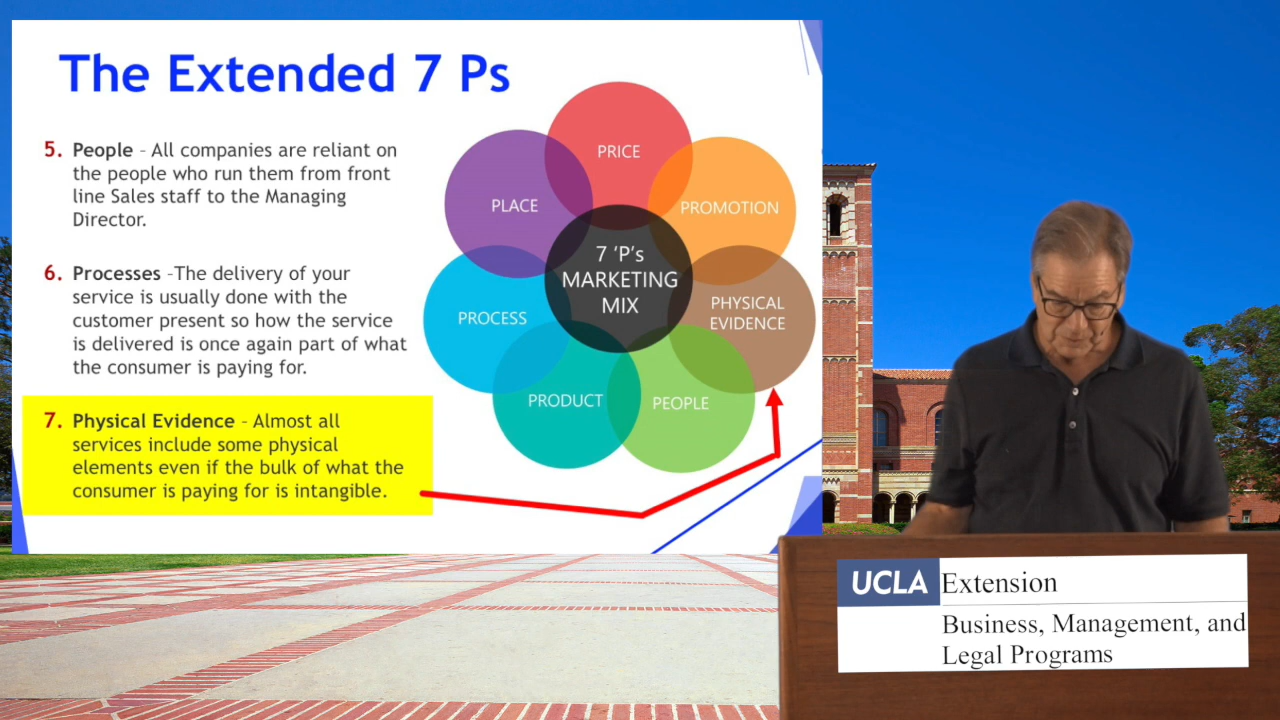 The Extended 7 Ps
5. People – All companies are reliant on
the people who run them from front
line Sales staff to the Managing
Director.
6. Processes –The delivery of your
service is usually done with the
customer present so how the service
is delivered is once again part of what
the consumer is paying for.
7. Physical Evidence – Almost all
services include some physical
elements even if the bulk of what the
consumer is paying for is intangible.
PRICE
PROMOTION
PHYSICAL
EVIDENCE
PEOPLE
PRODUCT
PROCESS
PLACE
7 ‘P’s
MARKETING
MIX
UCLA Extension
Business, Management, and
Legal Programs